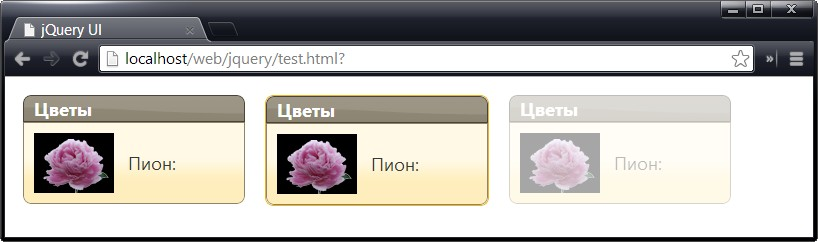 jQuery UI
localhost/web/jquery/test.html?
Цветы
Пион:
Цветы
Пион:
Цветы
Пион: